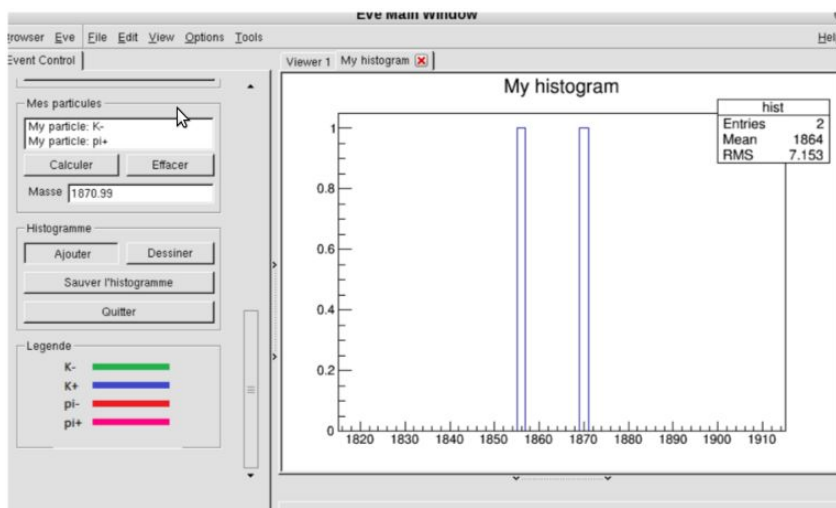 Eve Main Window
Browser Eve File Edit View Options Tools
Event Control
Viewer 1 My histogram
Mes particules
My particle: K-
My particle: pi+
Calculer Effacer
Masse 1870.99
Histogramme
Ajouter Dessiner
Sauver l'histogramme
Quitter
Legende
K-
K+
pi-
pi+
My histogram
hist
Entries 2
Mean 1864
RMS 7.153
1
0.8
0.6
0.4
0.2
0
1820 1830 1840 1850 1860 1870 1880 1890 1900 1910